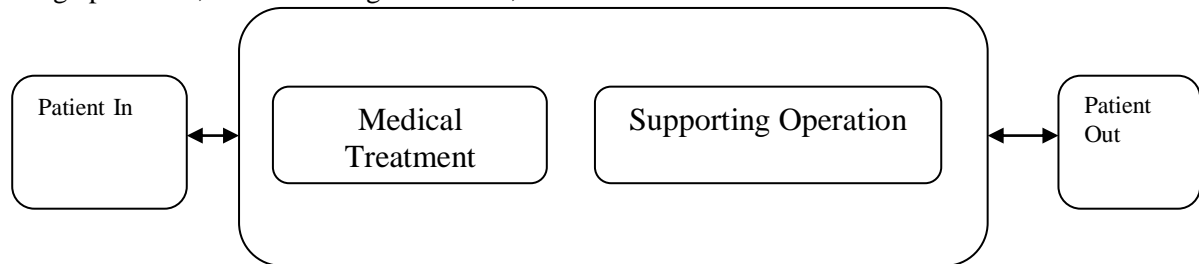 Patient In
Medical
Treatment
Supporting Operation
Patient
Out